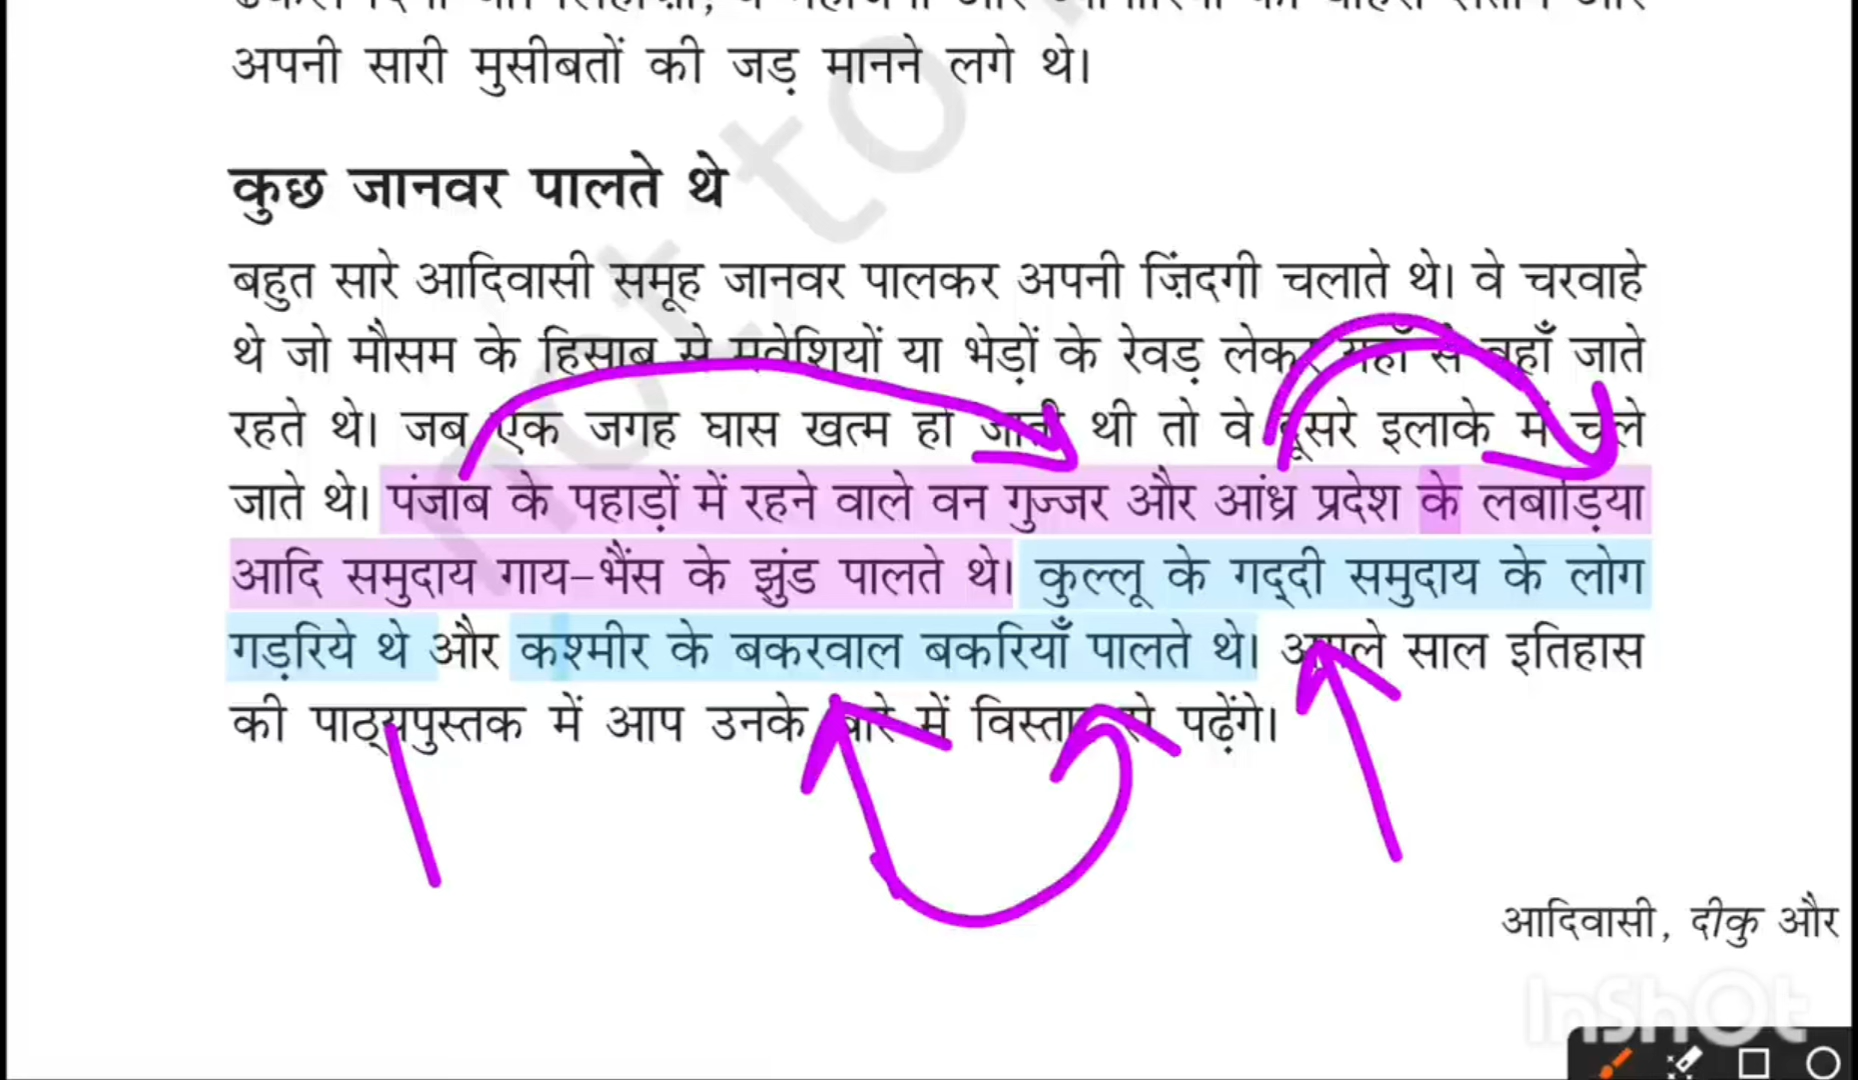 अपनी सारी मुसीबतों की जड़ मानने लगे थे।
कुछ जानवर पालते थे
बहुत सारे आदिवासी समूह जानवर पालकर अपनी ज़िंदगी चलाते थे। वे चरवाहे
थे जो मौसम के हिसाब से मवेशियों या भेड़ों के रेवड़ लेकर यहाँ से वहाँ जाते
रहते थे। जब एक जगह घास खत्म हो जाती थी तो वे दूसरे इलाके में चले
जाते थे। पंजाब के पहाड़ों में रहने वाले वन गुज्जर और आंध्र प्रदेश के लबाड़िया
आदि समुदाय गाय-भैंस के झुंड पालते थे। कुल्लू के गद्दी समुदाय के लोग
गड़रिये थे और कश्मीर के बकरवाल बकरियाँ पालते थे। अगले साल इतिहास
की पाठ्यपुस्तक में आप उनके बारे में विस्तार से पढ़ेंगे।
आदिवासी, दीकु और
InShOt
not to